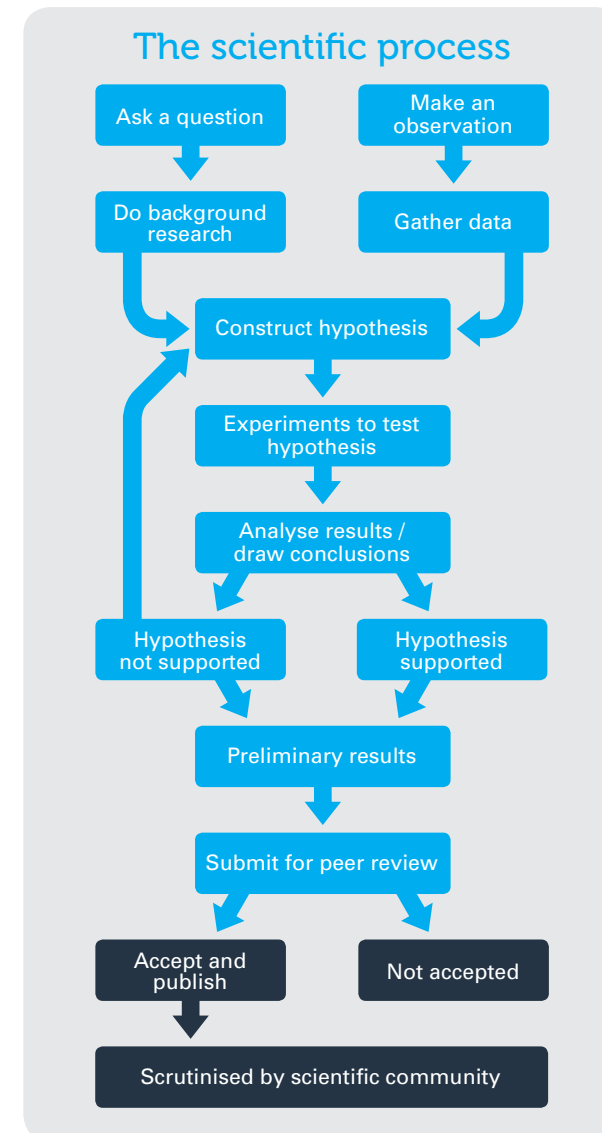 The scientific process
Ask a question
Make an
observation
Do background
research
Gather data
Construct hypothesis
Experiments to test
hypothesis
Analyse results /
draw conclusions
Hypothesis
not supported
Hypothesis
supported
Preliminary results
Submit for peer review
Accept and
publish
Not accepted
Scrutinised by scientific community